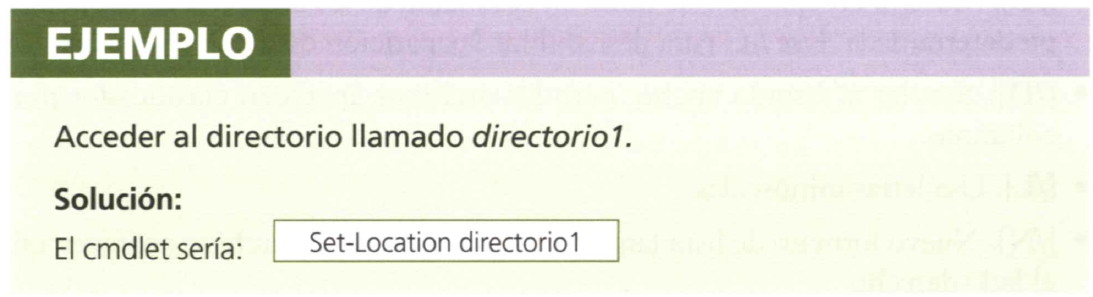 EJEMPLO
Acceder al directorio llamado directorio1.
Solución:
El cmdlet sería: Set-Location directorio1